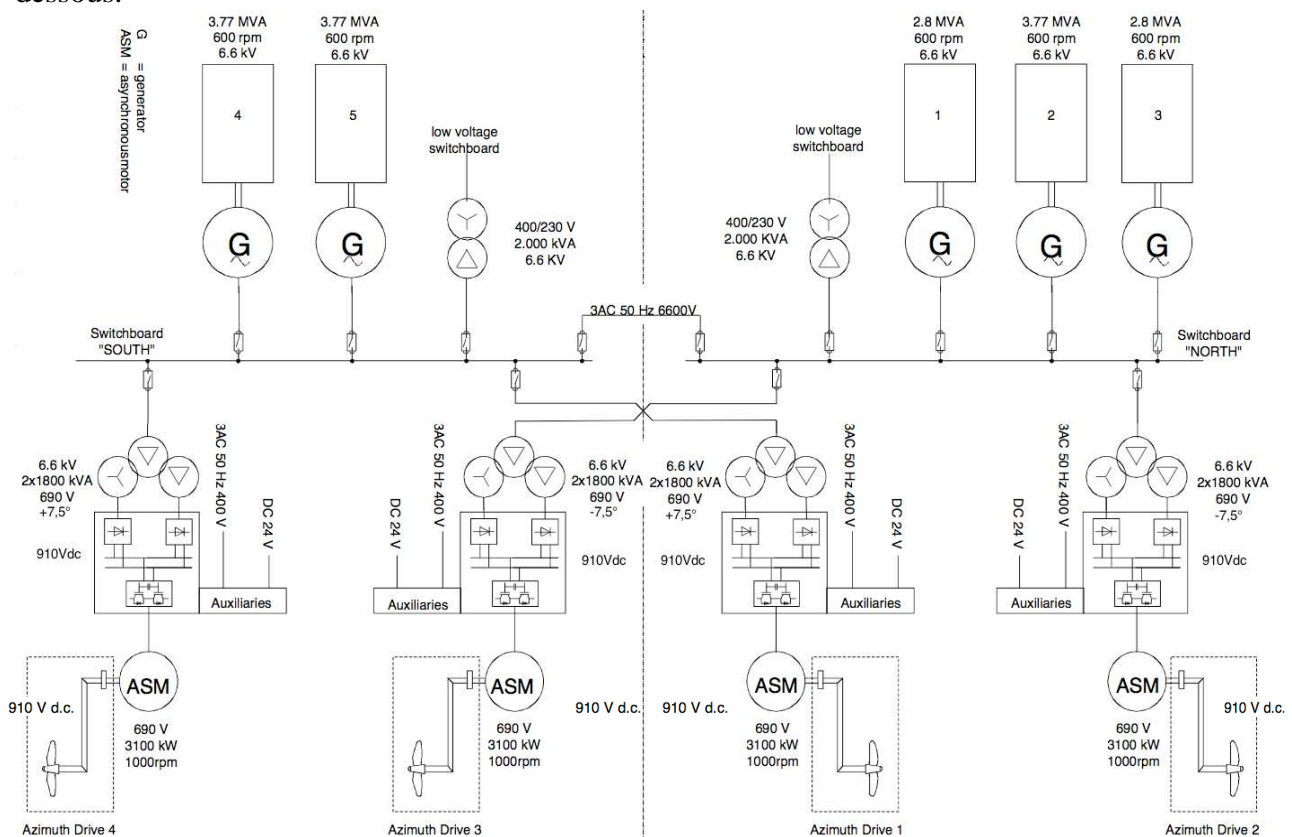 dessous.
G = generator
ASM = asynchronousmotor
3.77 MVA
600 rpm
6.6 kV
4
G
3.77 MVA
600 rpm
6.6 kV
5
G
low voltage
switchboard
400/230 V
2.000 kVA
6.6 KV
low voltage
switchboard
400/230 V
2.000 KVA
6.6 KV
2.8 MVA
600 rpm
6.6 kV
1
G
3.77 MVA
600 rpm
6.6 kV
2
G
2.8 MVA
600 rpm
6.6 kV
3
G
3AC 50 Hz 6600V
Switchboard
"SOUTH"
Switchboard
"NORTH"
6.6 kV
2x1800 kVA
690 V
+7,5°
910Vdc
3AC 50 Hz 400 V
DC 24 V
Auxiliaries
DC 24 V
3AC 50 Hz 400 V
Auxiliaries
6.6 kV
2x1800 kVA
690 V
-7,5°
910Vdc
6.6 kV
2x1800 kVA
690 V
+7,5°
910Vdc
3AC 50 Hz 400 V
DC 24 V
Auxiliaries
DC 24 V
3AC 50 Hz 400 V
Auxiliaries
6.6 kV
2x1800 kVA
690 V
-7,5°
910Vdc
910 V d.c.
ASM
690 V
3100 kW
1000rpm
Azimuth Drive 4
ASM
690 V
3100 kW
1000rpm
910 V d.c.
Azimuth Drive 3
910 V d.c.
ASM
690 V
3100 kW
1000rpm
Azimuth Drive 1
ASM
690 V
3100 kW
1000rpm
910 V d.c.
Azimuth Drive 2